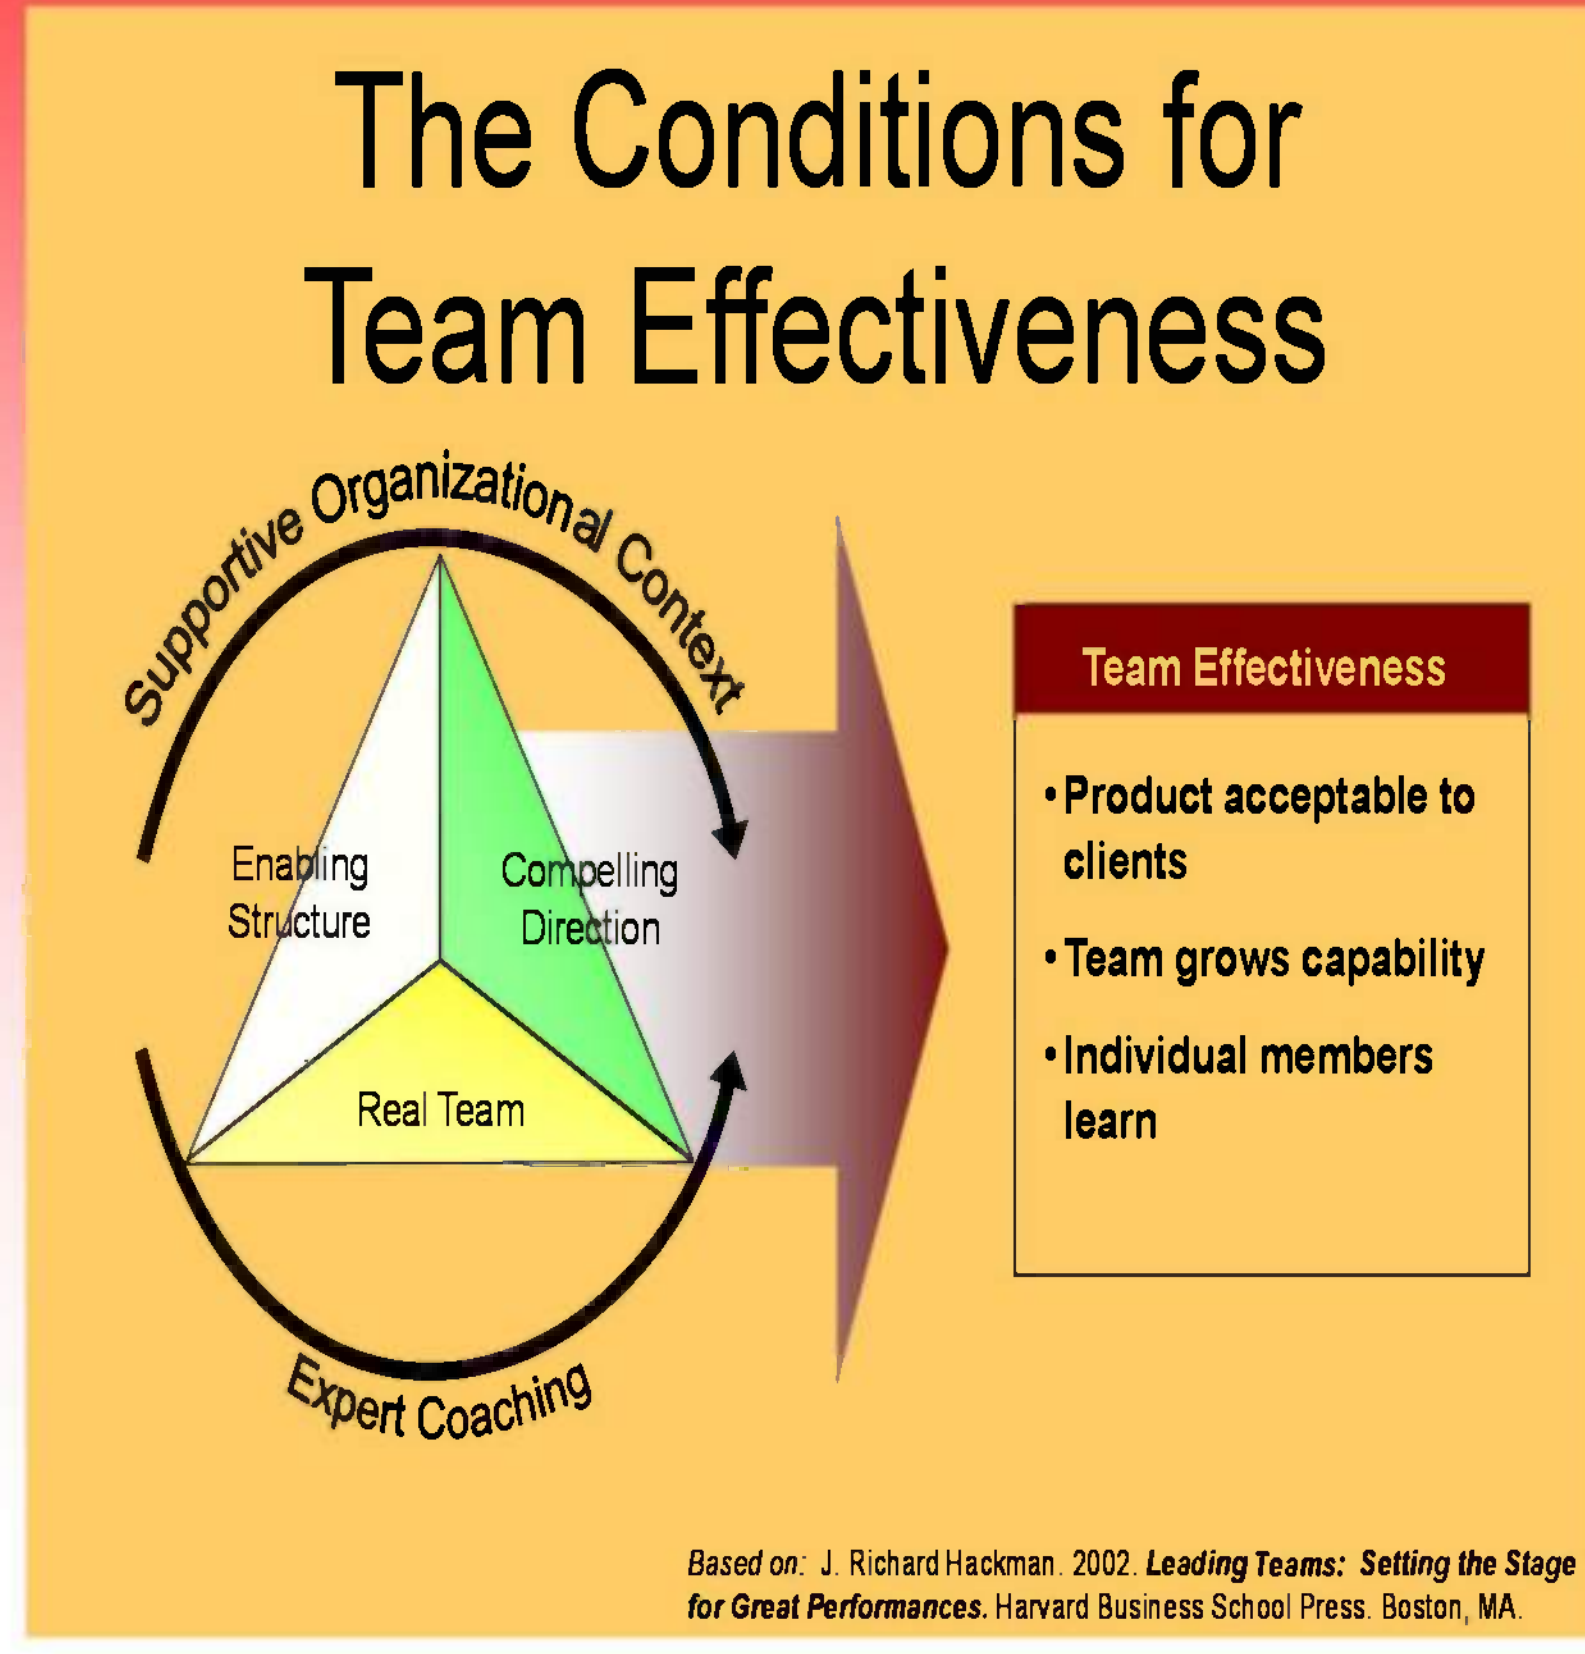 The Conditions for
Team Effectiveness
Supportive Organizational Context
Enabling
Structure
Compelling
Direction
Real Team
Expert Coaching
Team Effectiveness
•Product acceptable to
clients
•Team grows capability
•Individual members
learn
Based on: J. Richard Hackman. 2002. Leading Teams: Setting the Stage
for Great Performances. Harvard Business School Press. Boston, MA.